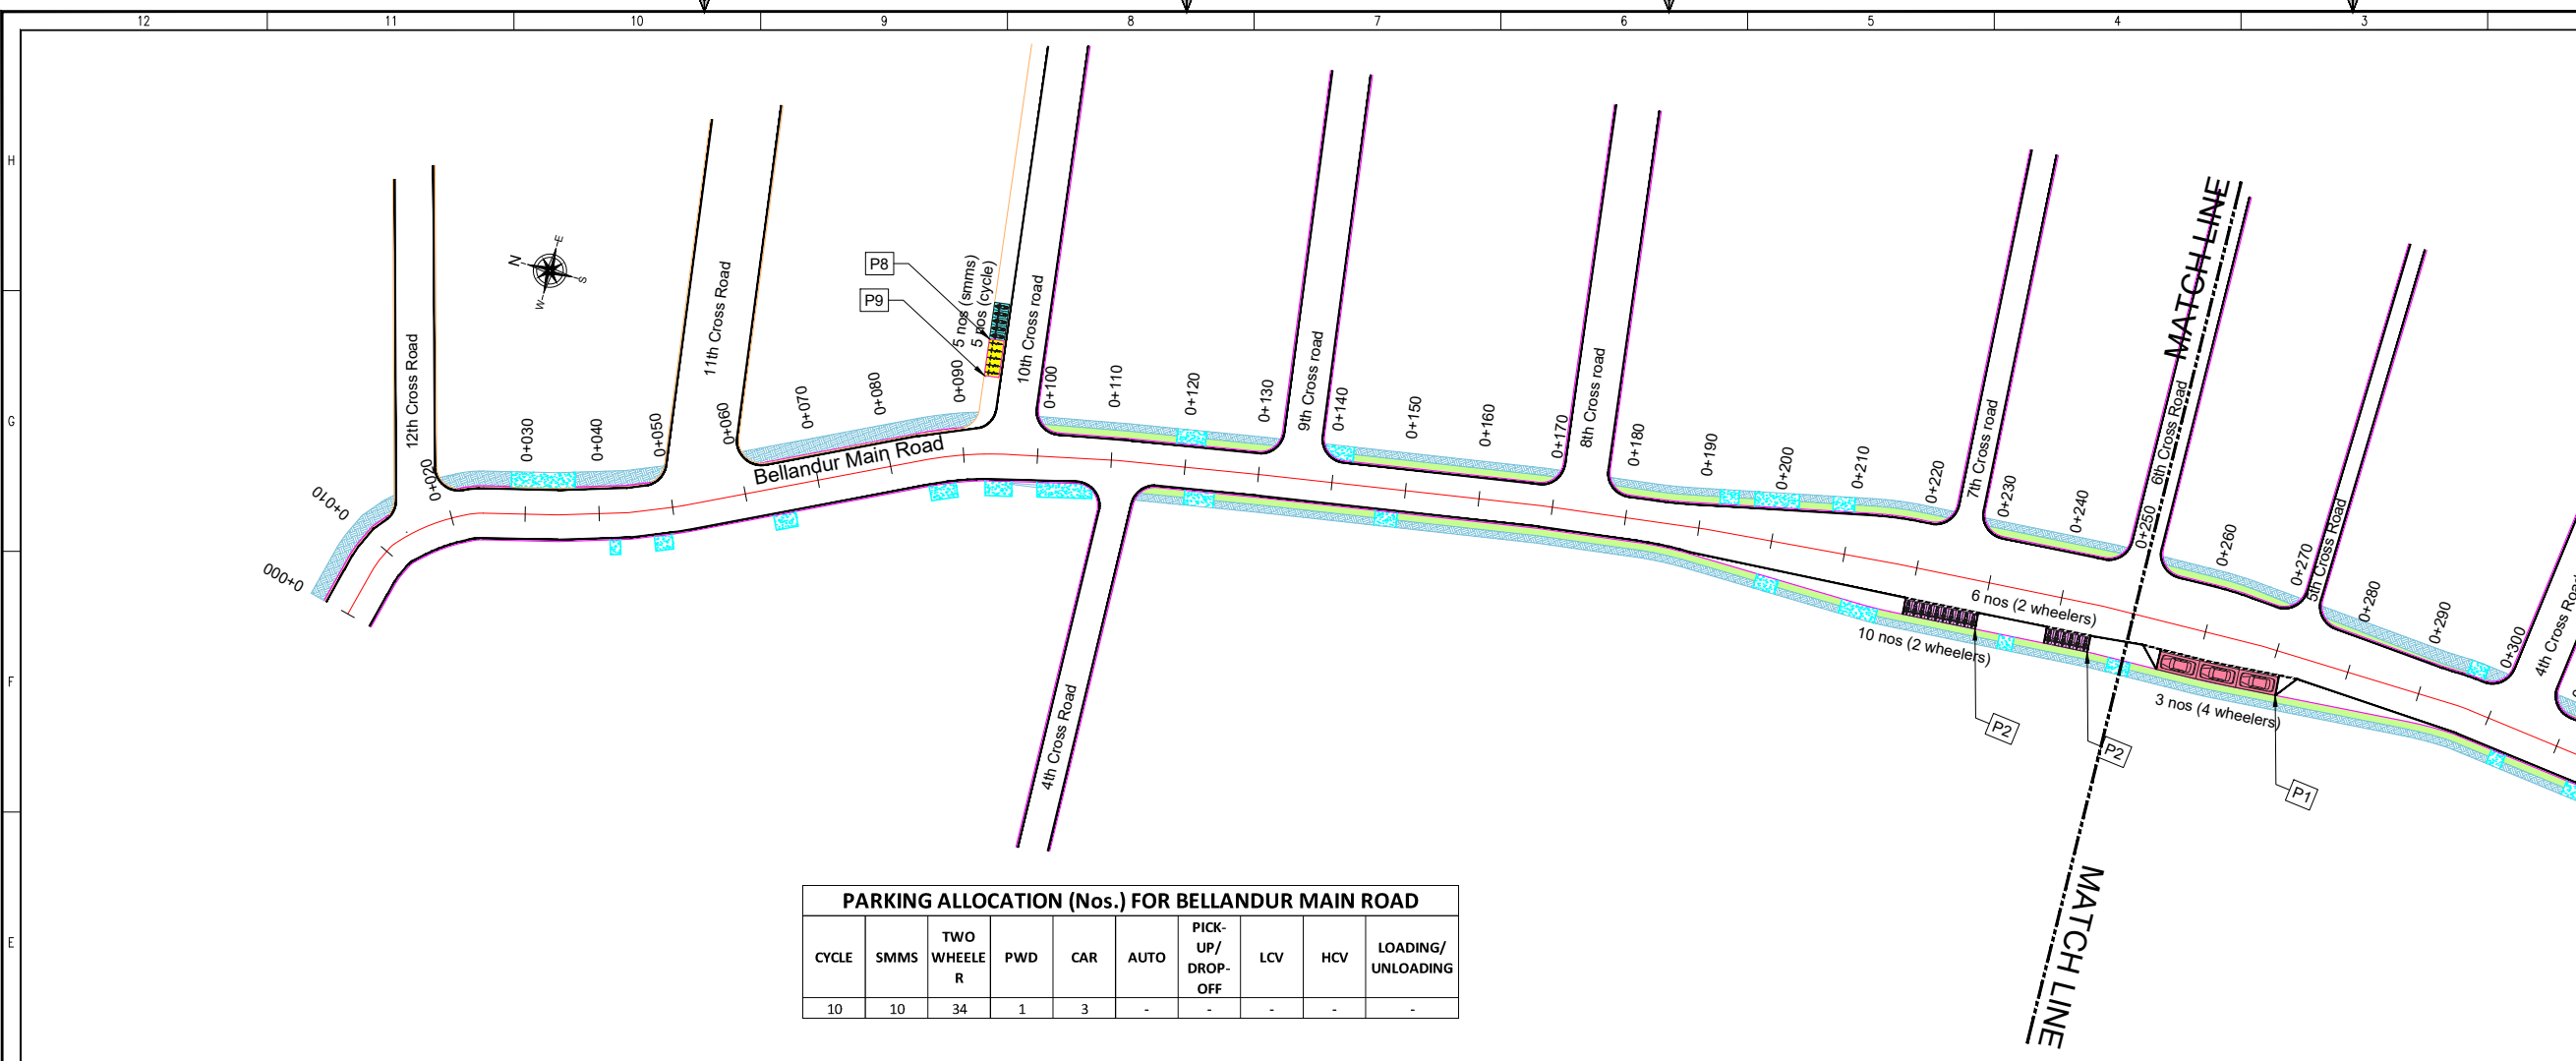 12 11 10 9 8 7 6 5 4 3
H
G
F
E
N
E
S
W
12th Cross Road
11th Cross Road
P8
P9
5 nos (smms)
5 nos (cycle)
10th Cross road
9th Cross road
8th Cross road
7th Cross road
6th Cross Road
5th Cross Road
4th Cross Road
MATCH LINE
0+000
0+010
0+020
0+030
0+040
0+050
0+060
0+070
0+080
0+090
0+100
0+110
0+120
0+130
0+140
0+150
0+160
0+170
0+180
0+190
0+200
0+210
0+220
0+230
0+240
0+250
0+260
0+270
0+280
0+290
0+300
Bellandur Main Road
6 nos (2 wheelers)
10 nos (2 wheelers)
3 nos (4 wheelers)
P2
P2
P1
4th Cross Road
MATCH LINE
PARKING ALLOCATION (Nos.) FOR BELLANDUR MAIN ROAD
CYCLE
SMMS
TWO
WHEELE
R
PWD
CAR
AUTO
PICK-
UP/
DROP-
OFF
LCV
HCV
LOADING/
UNLOADING
10 10 34 1 3 - - - - -